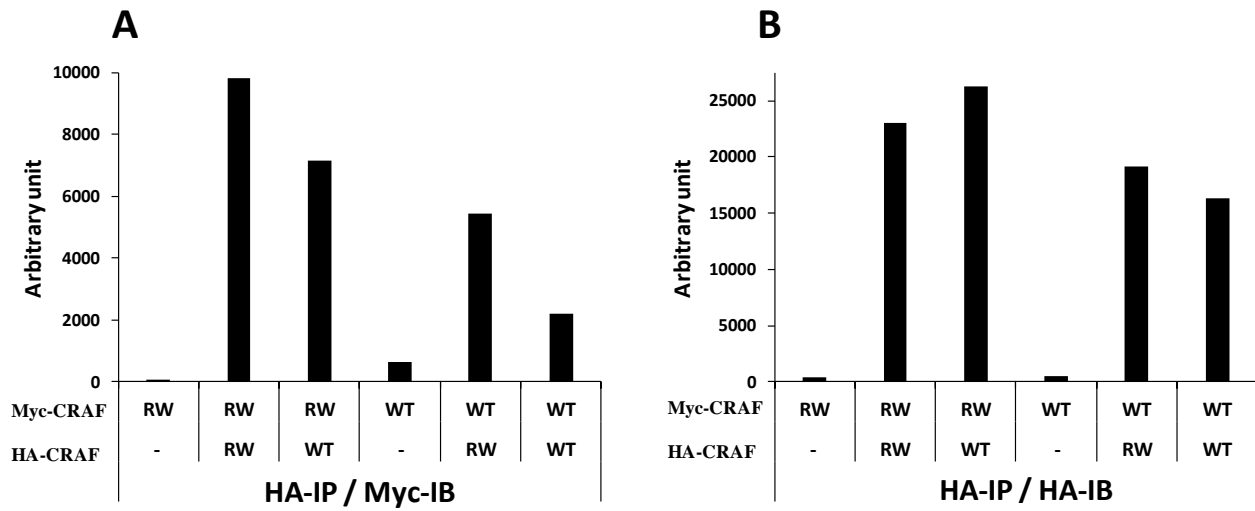 A
Arbitrary unit
10000
8000
6000
4000
2000
0
Myc-CRAF RW RW RW WT WT WT
HA-CRAF - RW WT - RW WT
HA-IP / Myc-IB
B
Arbitrary unit
25000
20000
15000
10000
5000
0
Myc-CRAF RW RW RW WT WT WT
HA-CRAF - RW WT - RW WT
HA-IP / HA-IB